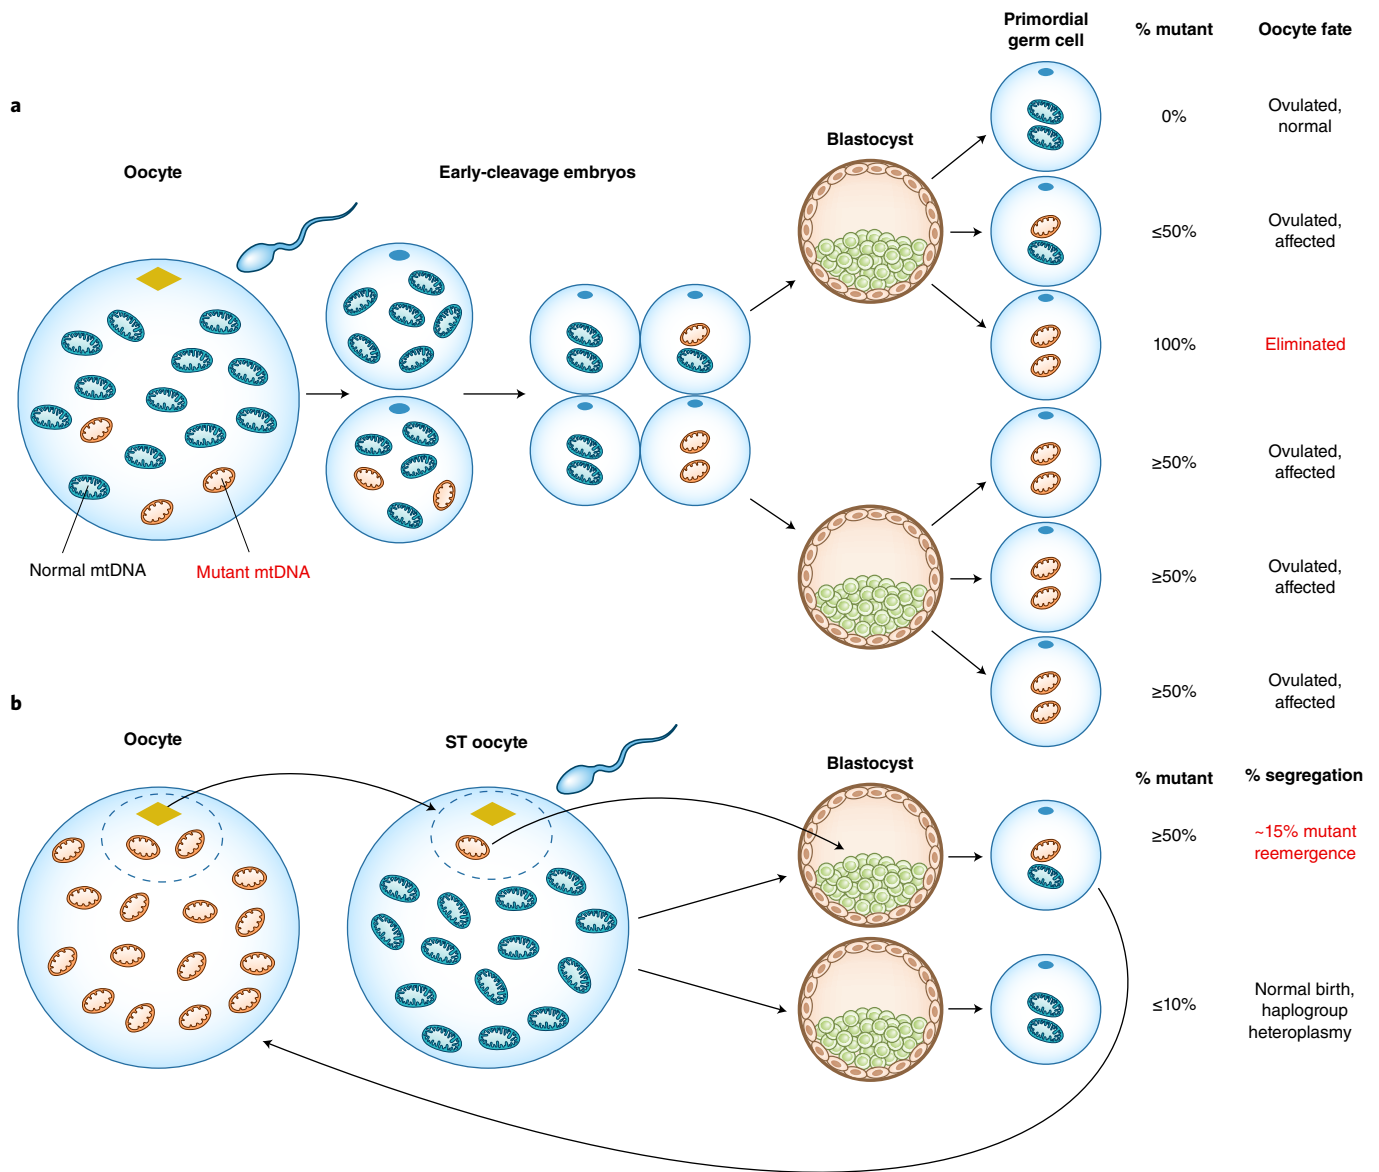 Primordial
germ cell
% mutant
Oocyte fate
a
Oocyte
Early-cleavage embryos
Blastocyst
0%
Ovulated,
normal
≤50%
Ovulated,
affected
100%
Eliminated
≥50%
Ovulated,
affected
≥50%
Ovulated,
affected
≥50%
Ovulated,
affected
Normal mtDNA
Mutant mtDNA
b
Oocyte
ST oocyte
Blastocyst
% mutant
% segregation
≥50%
~15% mutant
reemergence
≤10%
Normal birth,
haplogroup
heteroplasmy